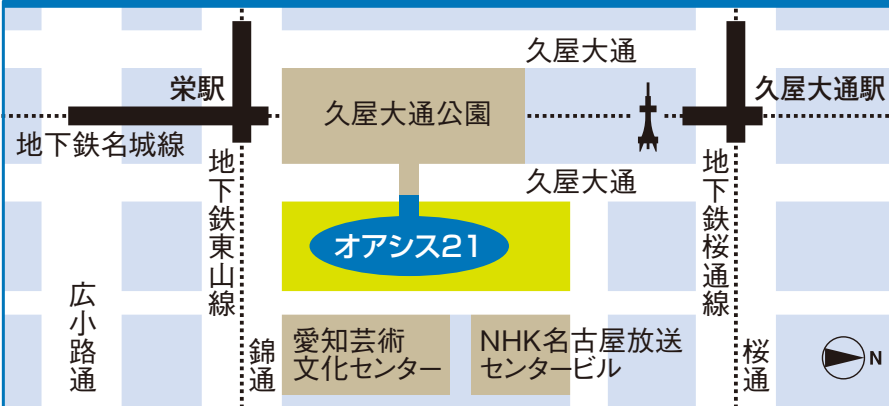 久屋大通
栄駅
久屋大通公園
久屋大通駅
地下鉄名城線
久屋大通
地下鉄東山線
地下鉄桜通線
オアシス21
広小路通
錦通
愛知芸術
文化センター
NHK名古屋放送
センタービル
桜通
N